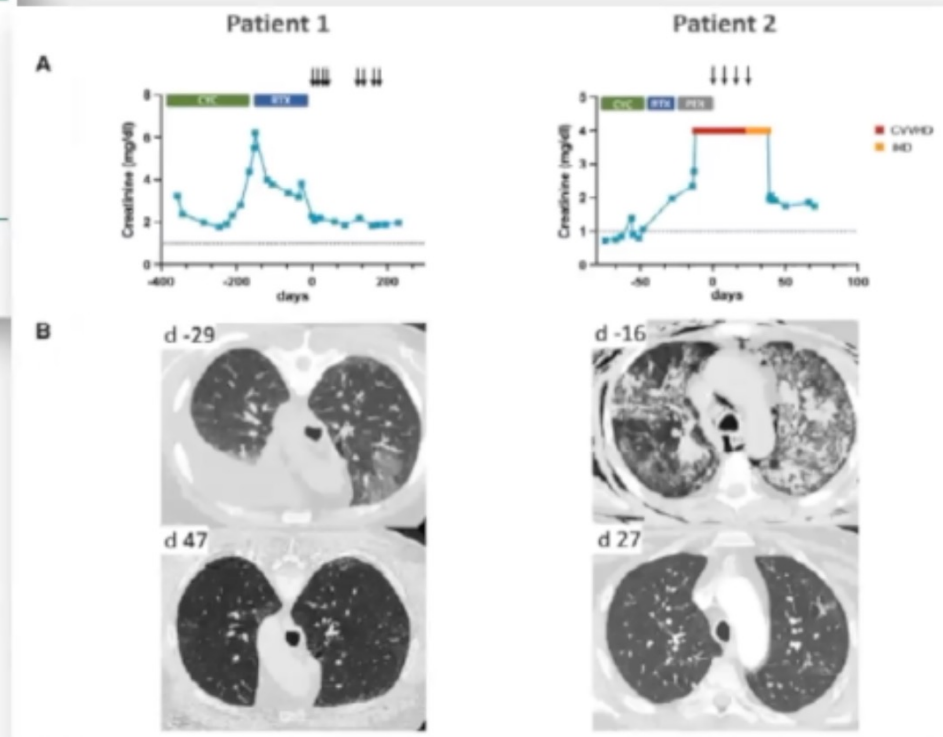 Patient 1
Patient 2
A
CYC RTX
CYC RTX PEX
Creatinine (mg/dl)
8
6
4
2
0
-400 -200 0 200
days
Creatinine (mg/dl)
5
4
3
2
1
0
-50 0 50 100
days
CVVHD
IHD
B
d -29
d -16
d 47
d 27